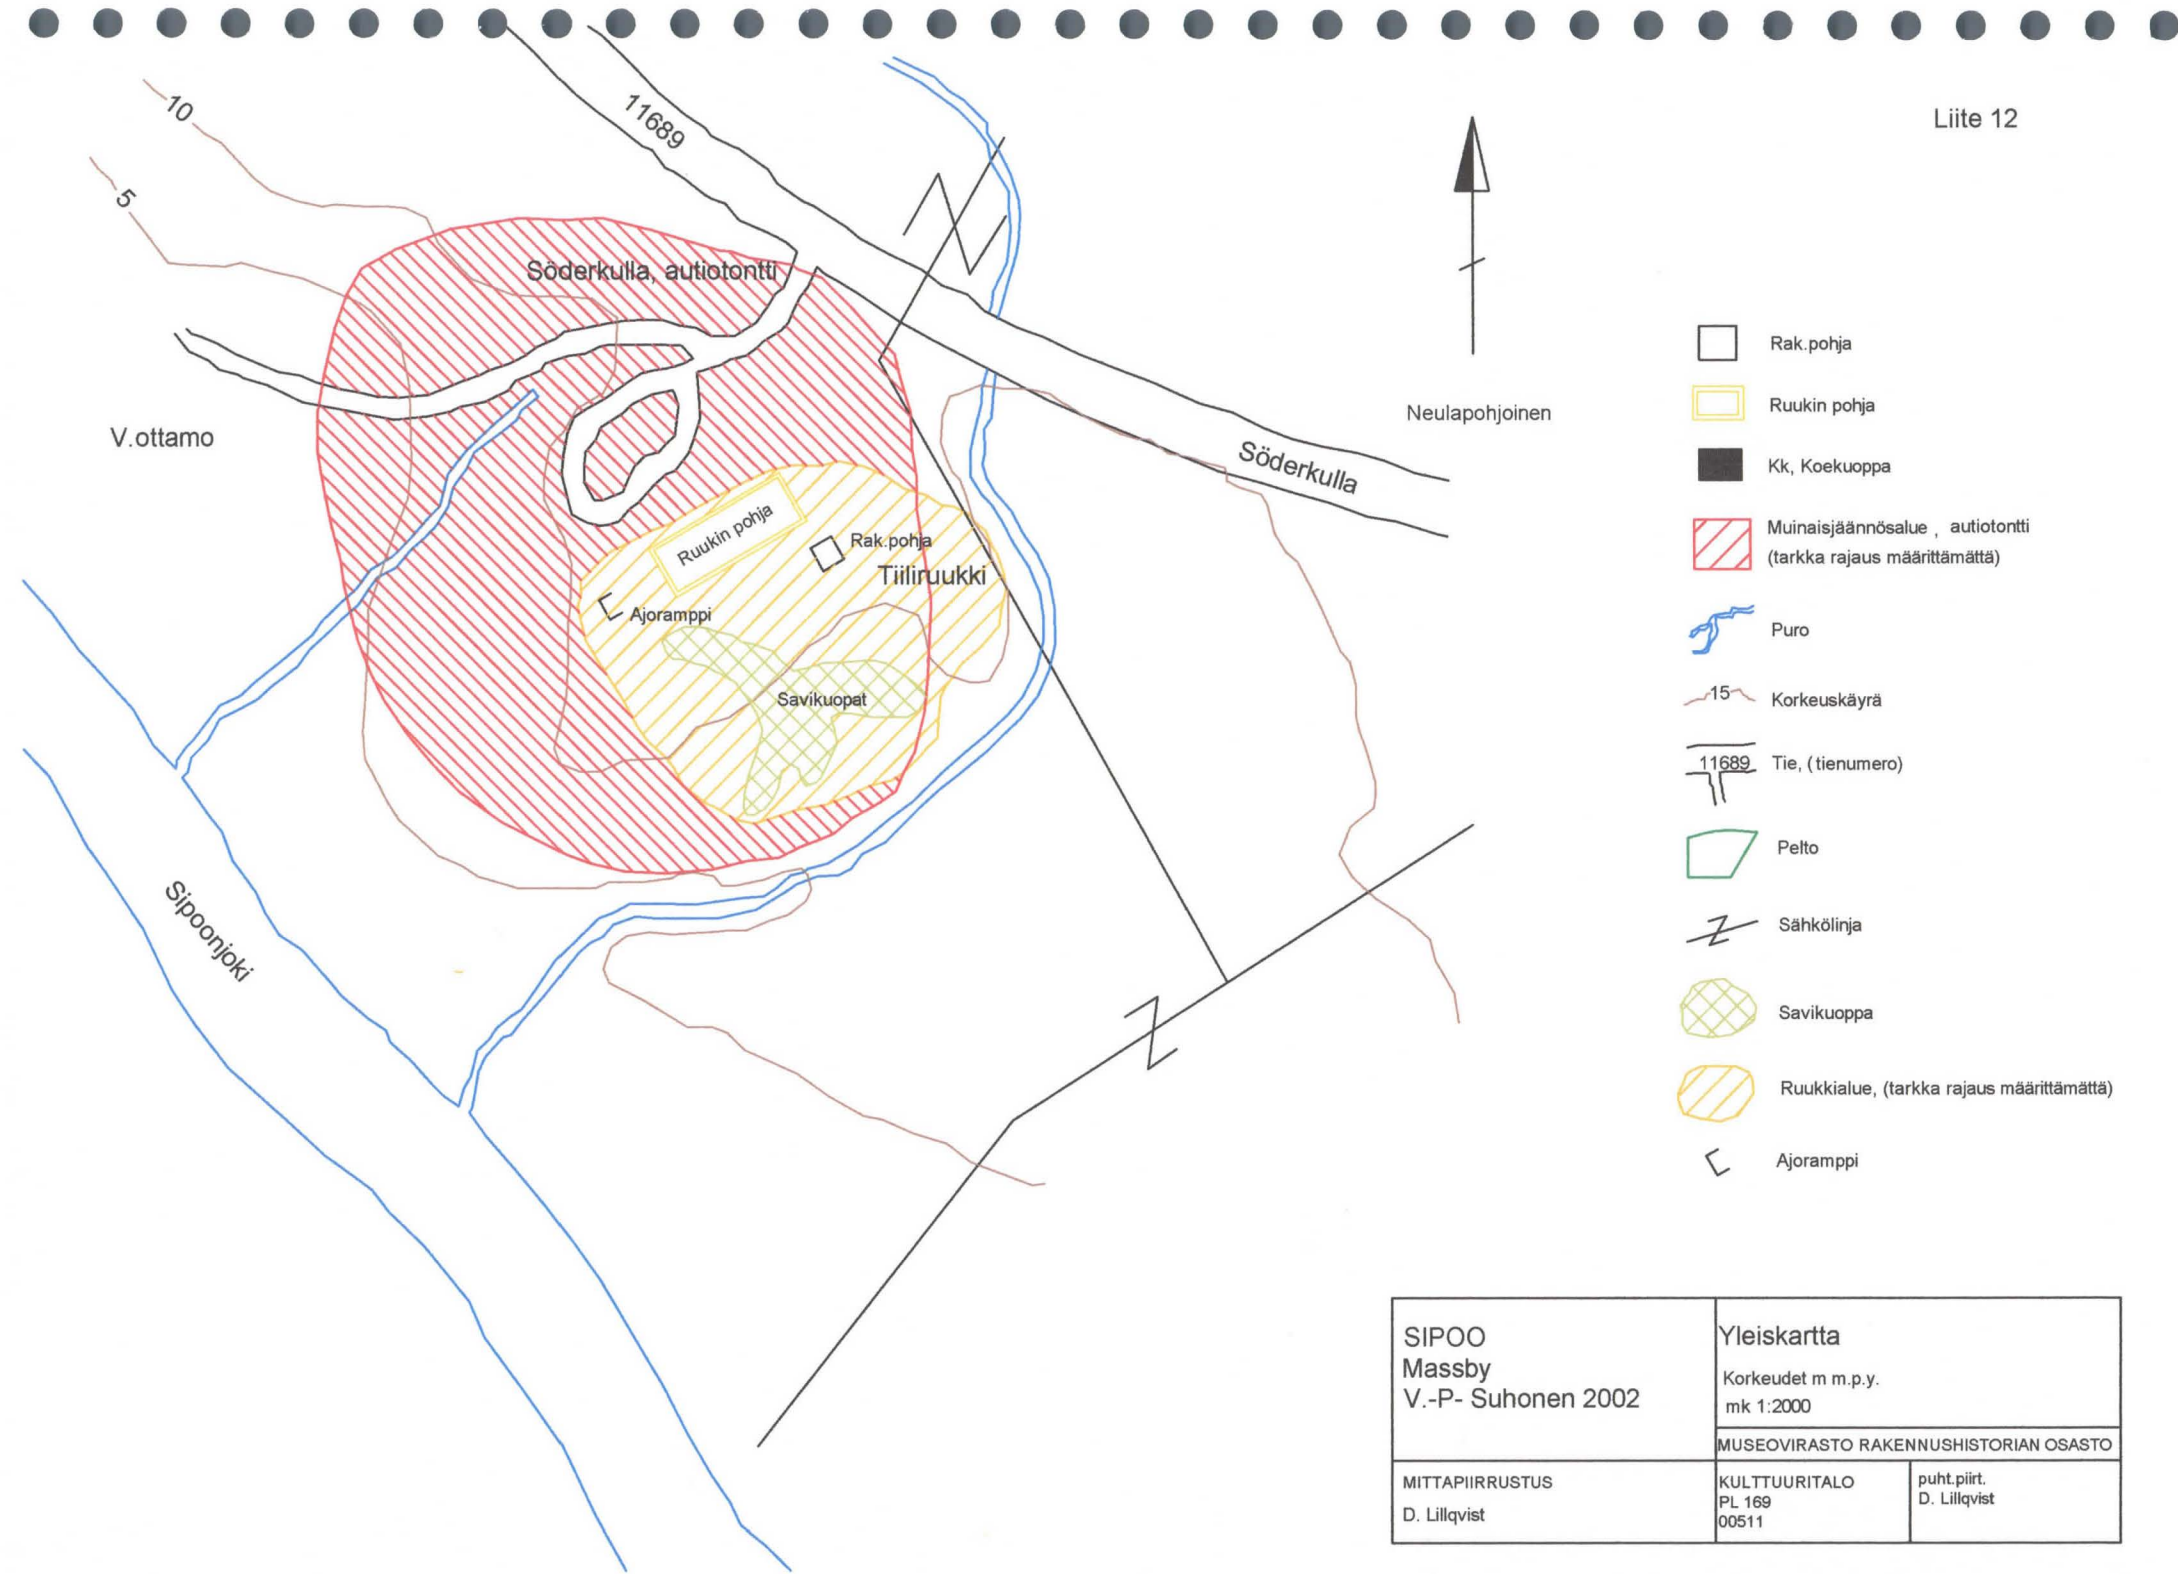 Liite 12
10
5
11689
Söderkulla, autiotontti
V.ottamo
Söderkulla
Ruukin pohja
Rak.pohja
Tiiliruukki
Ajoramppi
Savikuopat
Sipoonjoki
Neulapohjoinen
Rak.pohja
Ruukin pohja
Kk, Koekuoppa
Muinaisjäännösalue , autiotontti
(tarkka rajaus määrittämättä)
Puro
15
Korkeuskäyrä
11689
Tie, (tienumero)
Pelto
Sähkölinja
Savikuoppa
Ruukkialue, (tarkka rajaus määrittämättä)
Ajoramppi
SIPOO
Massby
V.-P- Suhonen 2002
Yleiskartta
Korkeudet m m.p.y.
mk 1:2000
MUSEOVIRASTO RAKENNUSHISTORIAN OSASTO
MITTAPIIRRUSTUS
D. Lillqvist
KULTTUURITALO
PL 169
00511
puht.piirt.
D. Lillqvist